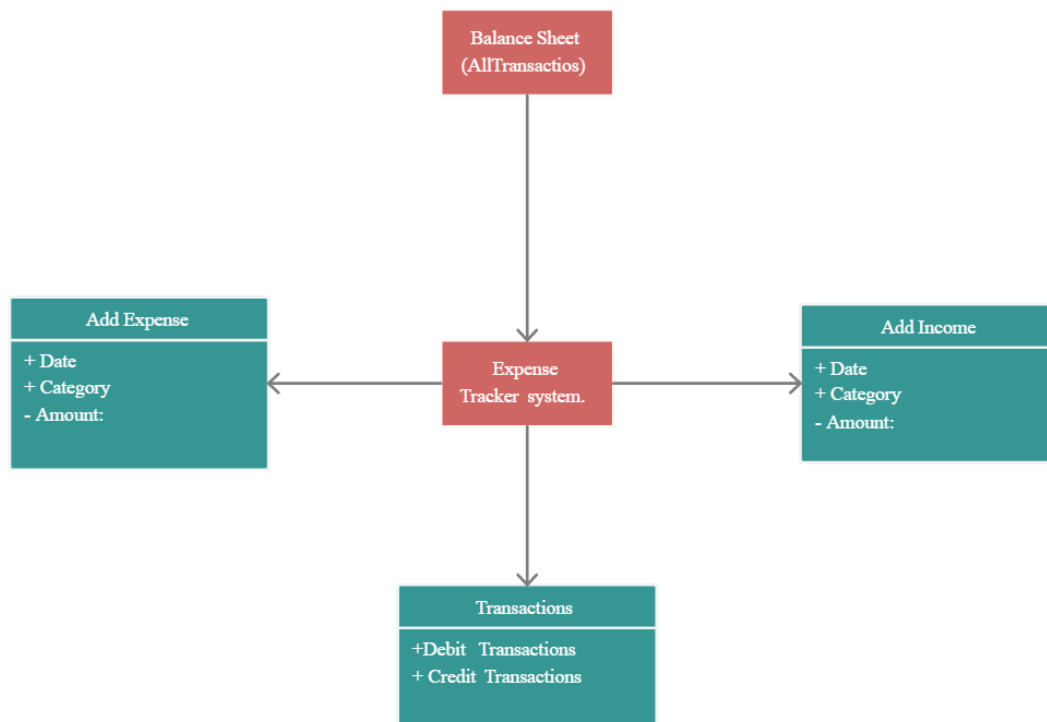 Balance Sheet
(AllTransactios)
Add Expense
+ Date
+ Category
- Amount:
Expense
Tracker system.
Add Income
+ Date
+ Category
- Amount:
Transactions
+Debit Transactions
+ Credit Transactions